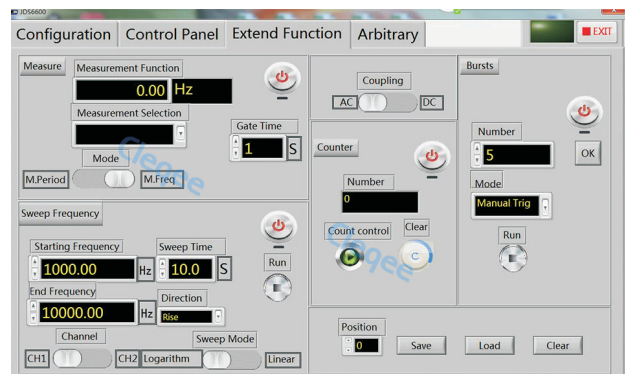 JDS6600
Configuration Control Panel Extend Function Arbitrary EXIT
Measure
Measurement Function
0.00 Hz
Measurement Selection
Gate Time
1 S
Mode
M.Period M.Freq
Coupling
AC DC
Counter
Number
0
Count control Clear
C
Bursts
Number
5 OK
Mode
Manual Trig
Run
Sweep Frequency
Starting Frequency Sweep Time
1000.00 Hz 10.0 S
Run
End Frequency
10000.00 Hz
Direction
Rise
Channel Sweep Mode
CH1 CH2 Logarithm Linear
Position
0 Save Load Clear
Cleqee
Cleqee